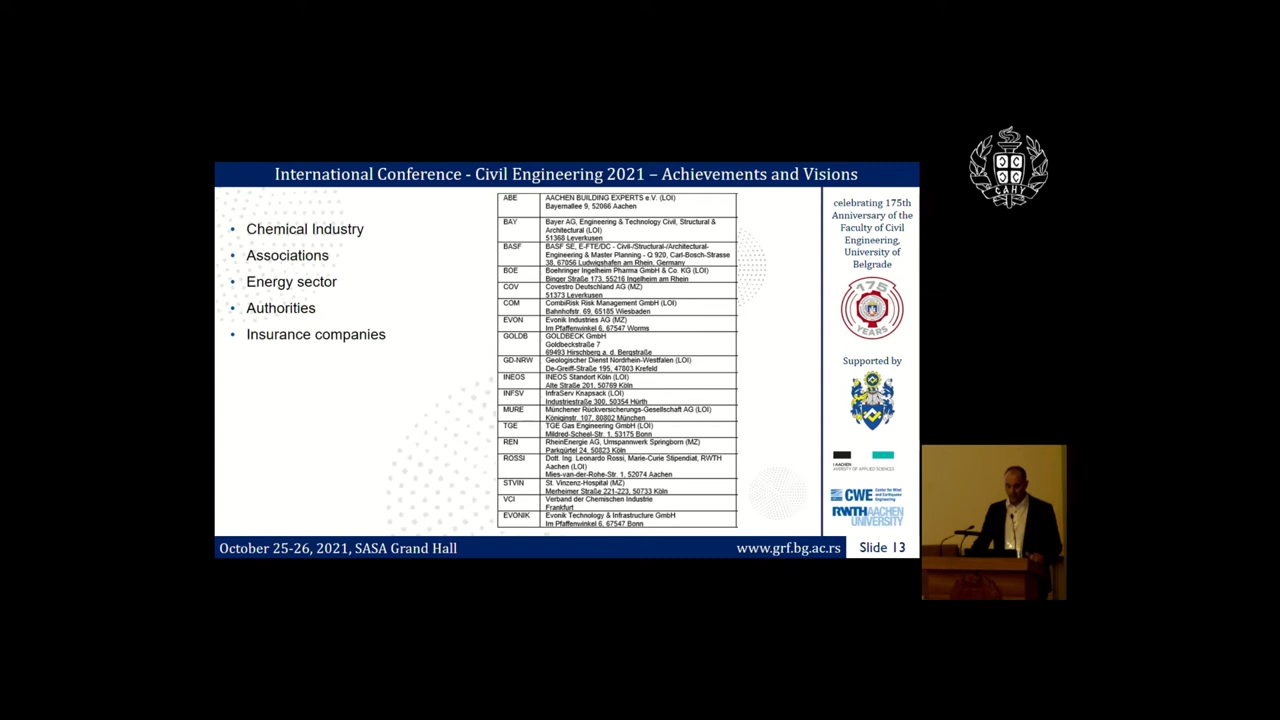 International Conference - Civil Engineering 2021 – Achievements and Visions
• Chemical Industry
• Associations
• Energy sector
• Authorities
• Insurance companies
ABE AACHEN BUILDING EXPERTS e.V. (LOI)
Bayernallee 9, 52066 Aachen
BAY Bayer AG, Engineering & Technology Civil, Structural &
Architectural (LOI)
51368 Leverkusen
BASF BASF SE, E-FTE/DC - Civil-/Structural-/Architectural-
Engineering & Master Planning - Q 920, Carl-Bosch-Strasse
38, 67056 Ludwigshafen am Rhein, Germany
BOE Boehringer Ingelheim Pharma GmbH & Co. KG (LOI)
Binger Straße 173, 55216 Ingelheim am Rhein
COV Covestro Deutschland AG (MZ)
51373 Leverkusen
COM CombiRisk Risk Management GmbH (LOI)
Bahnhofstr. 69, 65185 Wiesbaden
EVON Evonik Industries AG (MZ)
Im Pfaffenwinkel 6, 67547 Worms
GOLDB GOLDBECK GmbH
Goldbeckstraße 7
69493 Hirschberg a. d. Bergstraße
GD-NRW Geologischer Dienst Nordrhein-Westfalen (LOI)
De-Greiff-Straße 195, 47803 Krefeld
INEOS INEOS Standort Köln (LOI)
Alte Straße 201, 50769 Köln
INFSV InfraServ Knapsack (LOI)
Industriestraße 300, 50354 Hürth
MURE Münchener Rückversicherungs-Gesellschaft AG (LOI)
Königinstr. 107, 80802 München
TGE TGE Gas Engineering GmbH (LOI)
Mildred-Scheel-Str. 1, 53175 Bonn
REN RheinEnergie AG, Umspannwerk Springborn (MZ)
Parkgürtel 24, 50823 Köln
ROSSI Dott. Ing. Leonardo Rossi, Marie-Curie Stipendiat, RWTH
Aachen (LOI)
Mies-van-der-Rohe-Str. 1, 52074 Aachen
STVIN St. Vinzenz-Hospital (MZ)
Merheimer Straße 221-223, 50733 Köln
VCI Verband der Chemischen Industrie
Frankfurt
EVONIK Evonik Technology & Infrastructure GmbH
Im Pfaffenwinkel 6, 67547 Bonn
celebrating 175th
Anniversary of the
Faculty of Civil
Engineering,
University of
Belgrade
175
YEARS
Supported by
AACHEN
UNIVERSITY OF APPLIED SCIENCES
CWE Center for Wind
and Earthquake
Engineering
RWTH AACHEN
UNIVERSITY
October 25-26, 2021, SASA Grand Hall
www.grf.bg.ac.rs
Slide 13
САНУ